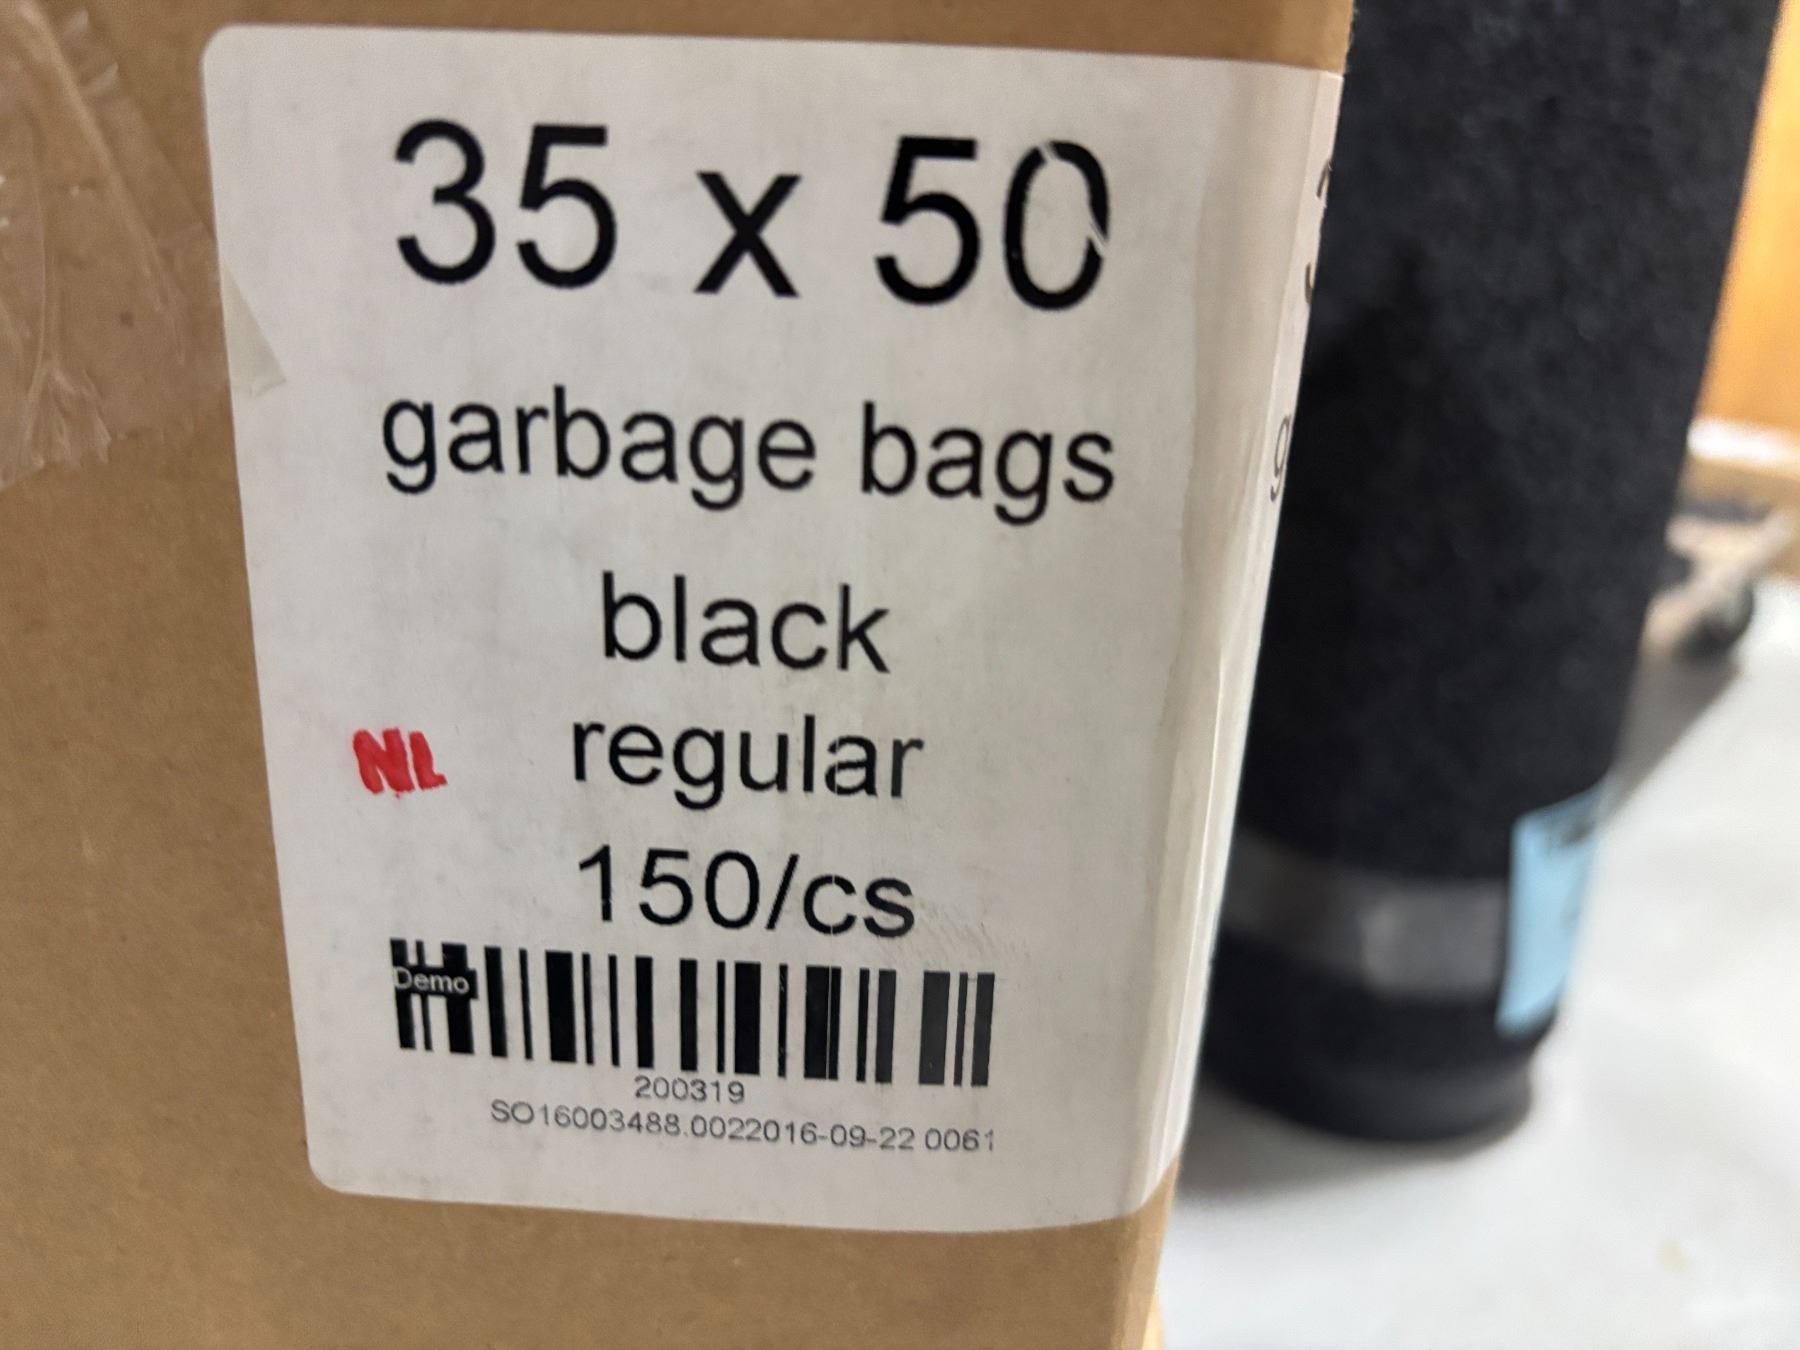 35 x 50
garbage bags
black
NL regular
150/cs
Demo
200319
SO16003488.0022016-09-22 0061